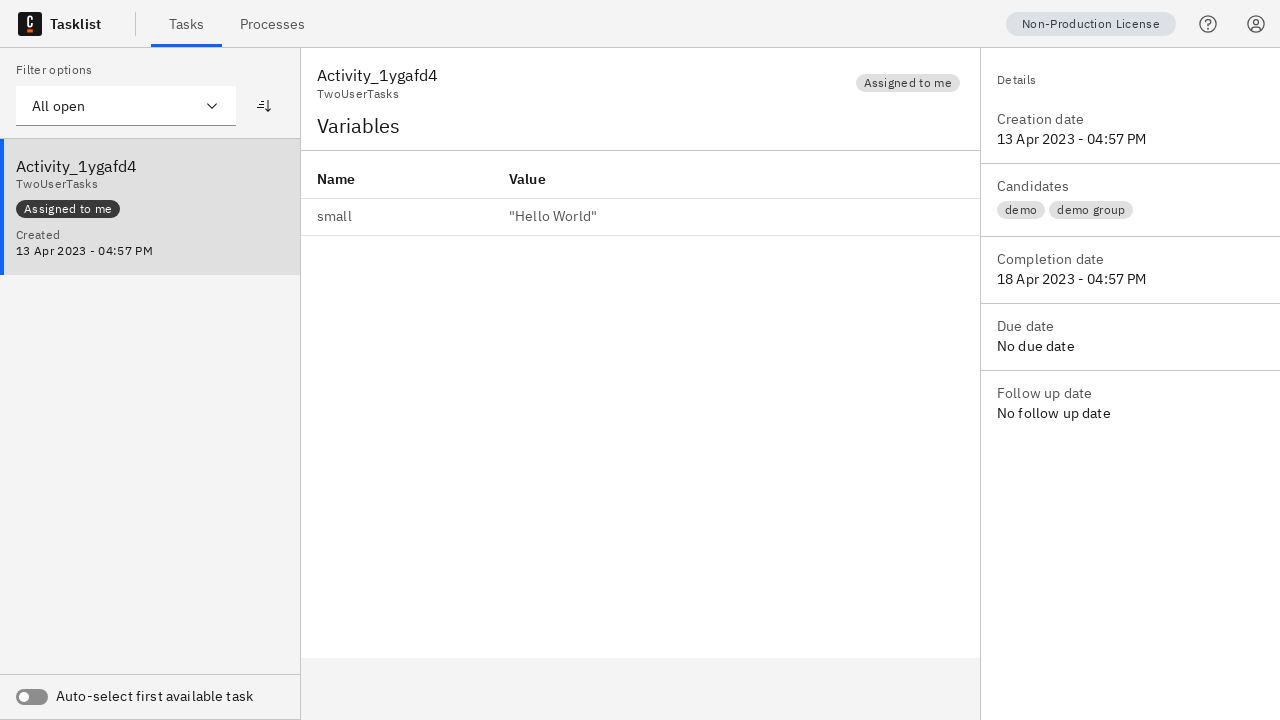 Tasklist
Tasks
Processes
Non-Production License
Filter options
All open
Activity_1ygafd4
TwoUserTasks
Assigned to me
Created
13 Apr 2023 - 04:57 PM
Auto-select first available task
Activity_1ygafd4
TwoUserTasks
Assigned to me
Variables
Name Value
small "Hello World"
Details
Creation date
13 Apr 2023 - 04:57 PM
Candidates
demo demo group
Completion date
18 Apr 2023 - 04:57 PM
Due date
No due date
Follow up date
No follow up date